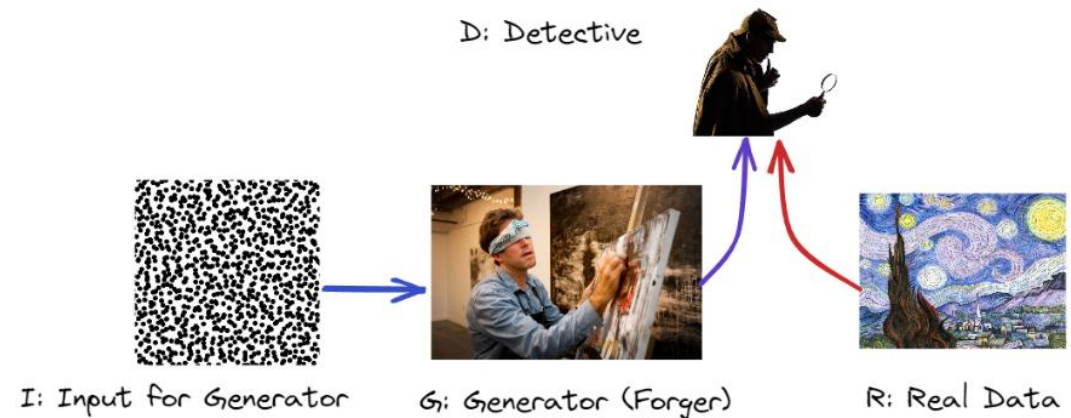 D: Detective
I: Input for Generator
G: Generator (Forger)
R: Real Data